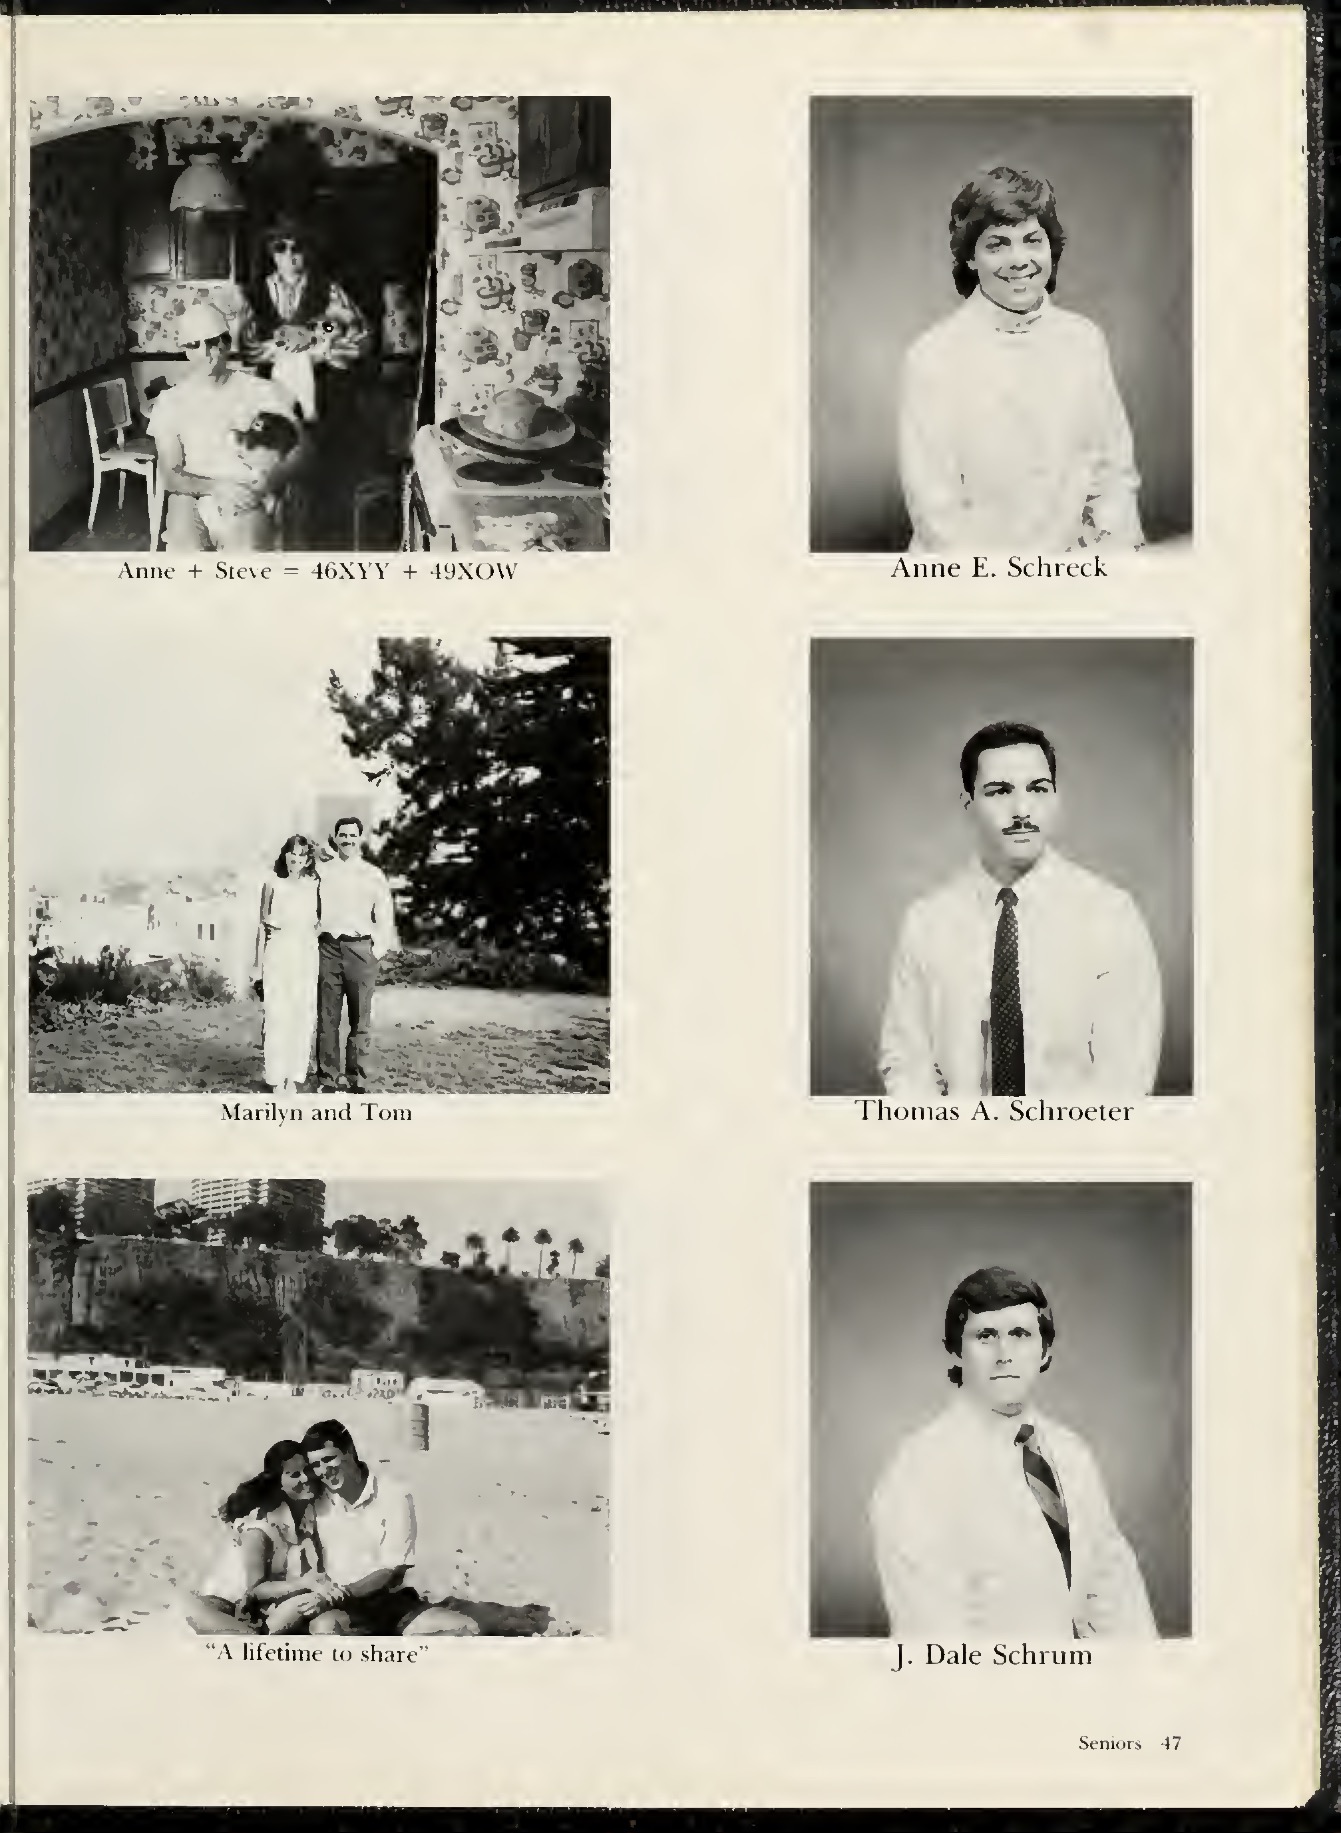 Anne + Steve = 46XYY + 49XOW
Anne E. Schreck
Marilyn and Tom
Thomas A. Schroeter
"A lifetime to share"
J. Dale Schrum
Seniors 47